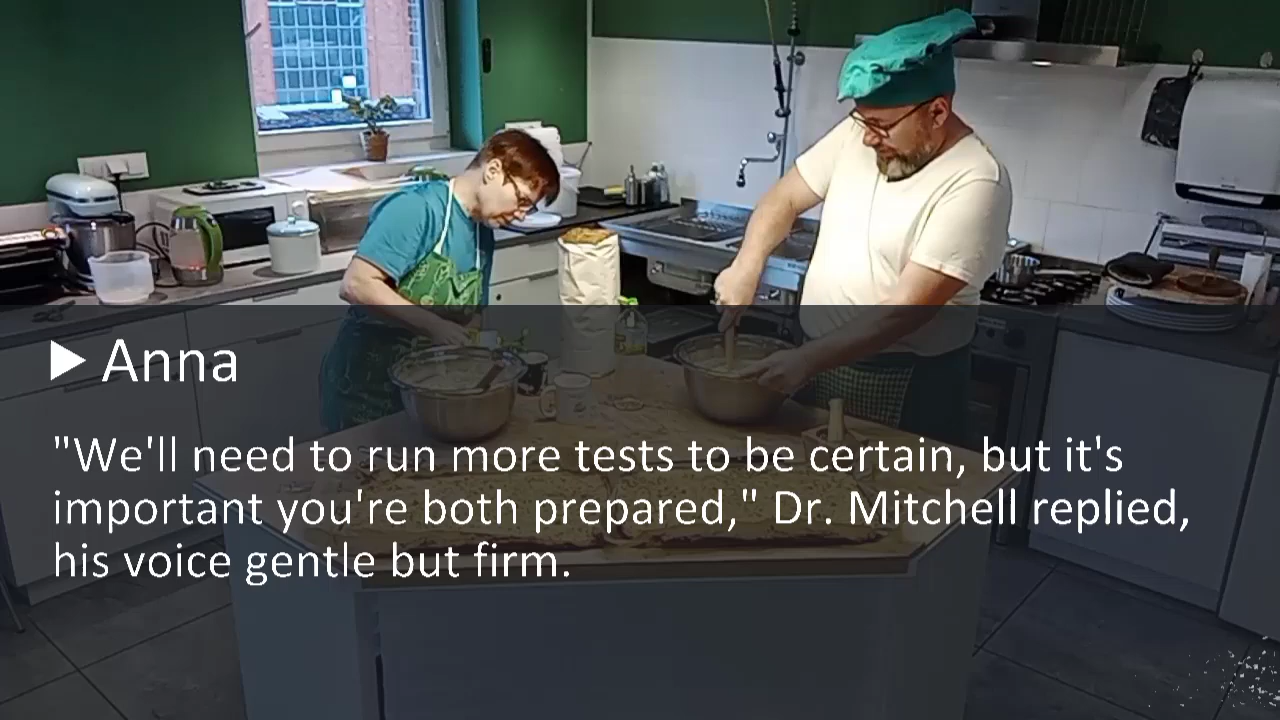 Anna
"We'll need to run more tests to be certain, but it's
important you're both prepared," Dr. Mitchell replied,
his voice gentle but firm.